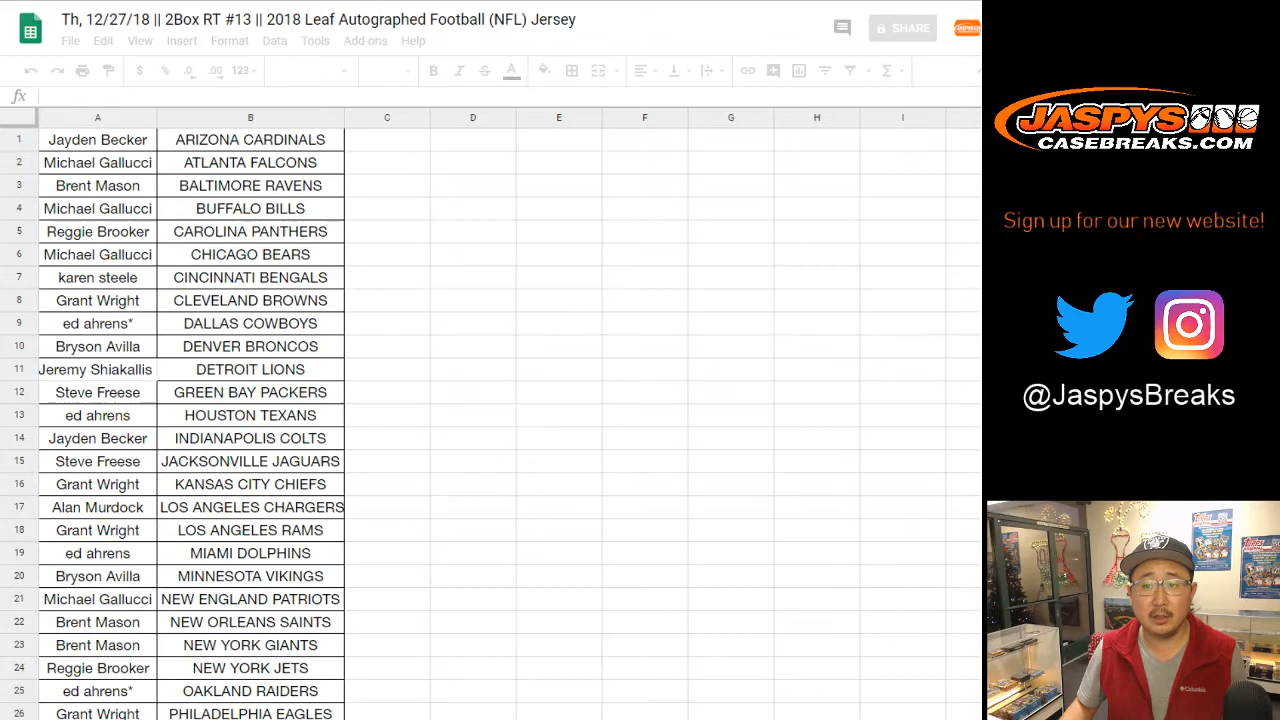 Th, 12/27/18 || 2Box RT #13 || 2018 Leaf Autographed Football (NFL) Jersey
File Edit View Insert Format Data Tools Add-ons Help
SHARE
$ % .0 .00 123
B I S A Σ
fx
A B C D E F G H I
1 Jayden Becker ARIZONA CARDINALS
2 Michael Gallucci ATLANTA FALCONS
3 Brent Mason BALTIMORE RAVENS
4 Michael Gallucci BUFFALO BILLS
5 Reggie Brooker CAROLINA PANTHERS
6 Michael Gallucci CHICAGO BEARS
7 karen steele CINCINNATI BENGALS
8 Grant Wright CLEVELAND BROWNS
9 ed ahrens* DALLAS COWBOYS
10 Bryson Avilla DENVER BRONCOS
11 Jeremy Shiakallis DETROIT LIONS
12 Steve Freese GREEN BAY PACKERS
13 ed ahrens HOUSTON TEXANS
14 Jayden Becker INDIANAPOLIS COLTS
15 Steve Freese JACKSONVILLE JAGUARS
16 Grant Wright KANSAS CITY CHIEFS
17 Alan Murdock LOS ANGELES CHARGERS
18 Grant Wright LOS ANGELES RAMS
19 ed ahrens MIAMI DOLPHINS
20 Bryson Avilla MINNESOTA VIKINGS
21 Michael Gallucci NEW ENGLAND PATRIOTS
22 Brent Mason NEW ORLEANS SAINTS
23 Brent Mason NEW YORK GIANTS
24 Reggie Brooker NEW YORK JETS
25 ed ahrens* OAKLAND RAIDERS
26 Grant Wright PHILADELPHIA EAGLES
JASPYS
CASEBREAKS.COM
Sign up for our new website!
@JaspysBreaks
Columbia